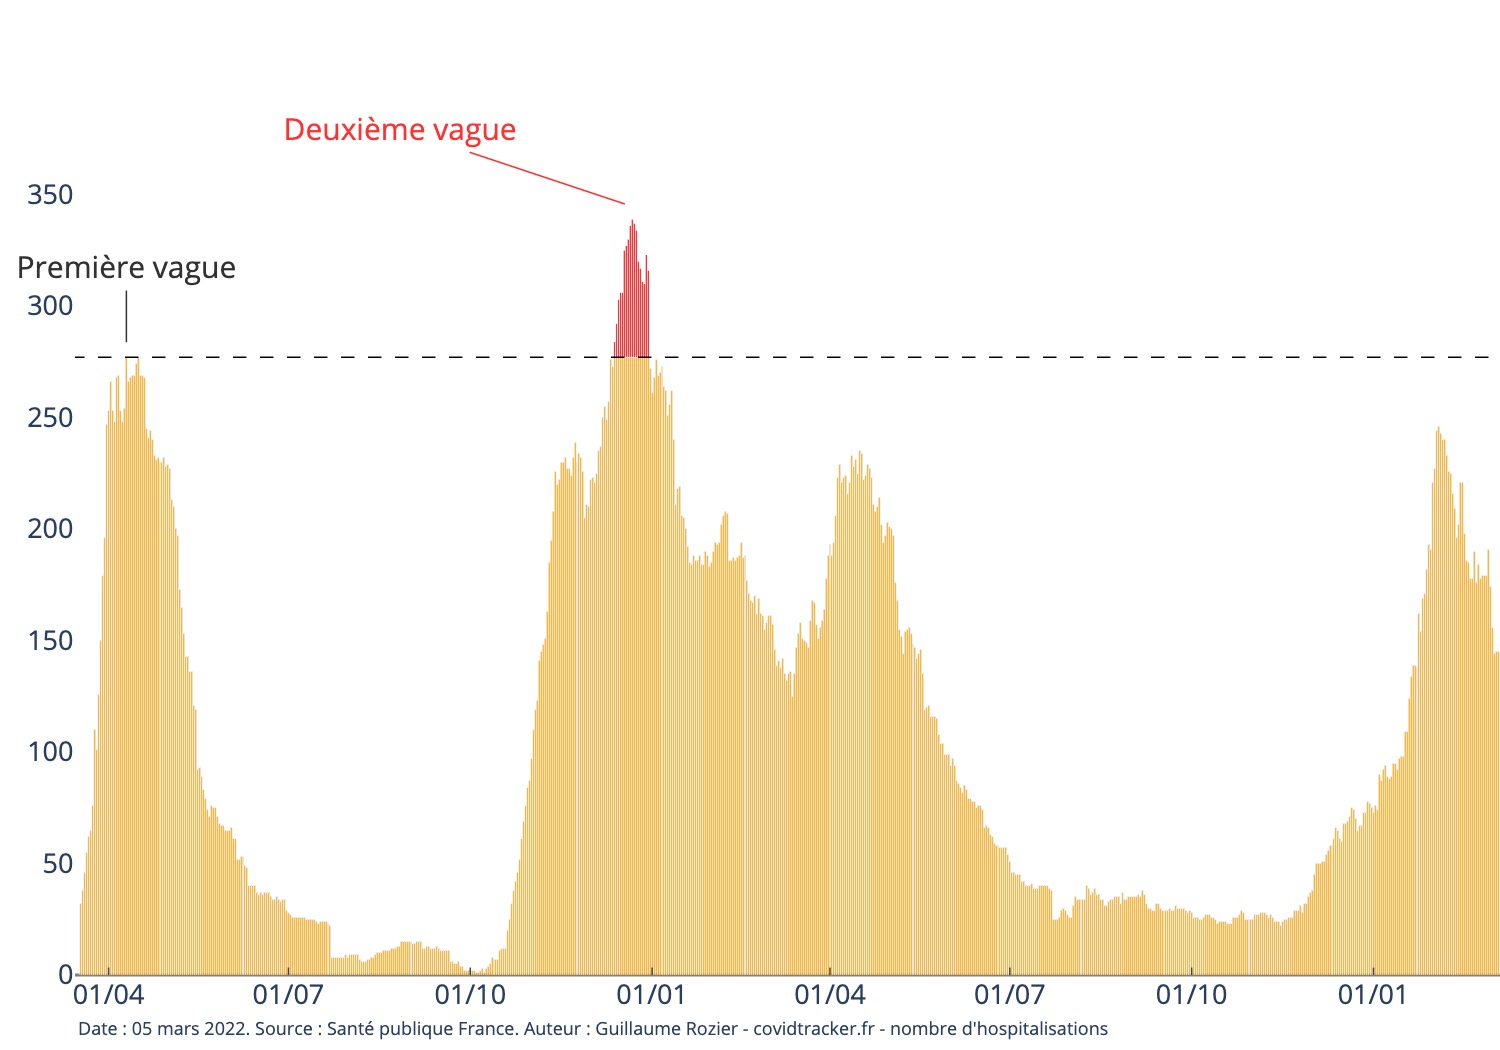 Deuxième vague
350
Première vague
300
250
200
150
100
50
0
01/04 01/07 01/10 01/01 01/04 01/07 01/10 01/01
Date : 05 mars 2022. Source : Santé publique France. Auteur : Guillaume Rozier - covidtracker.fr - nombre d'hospitalisations